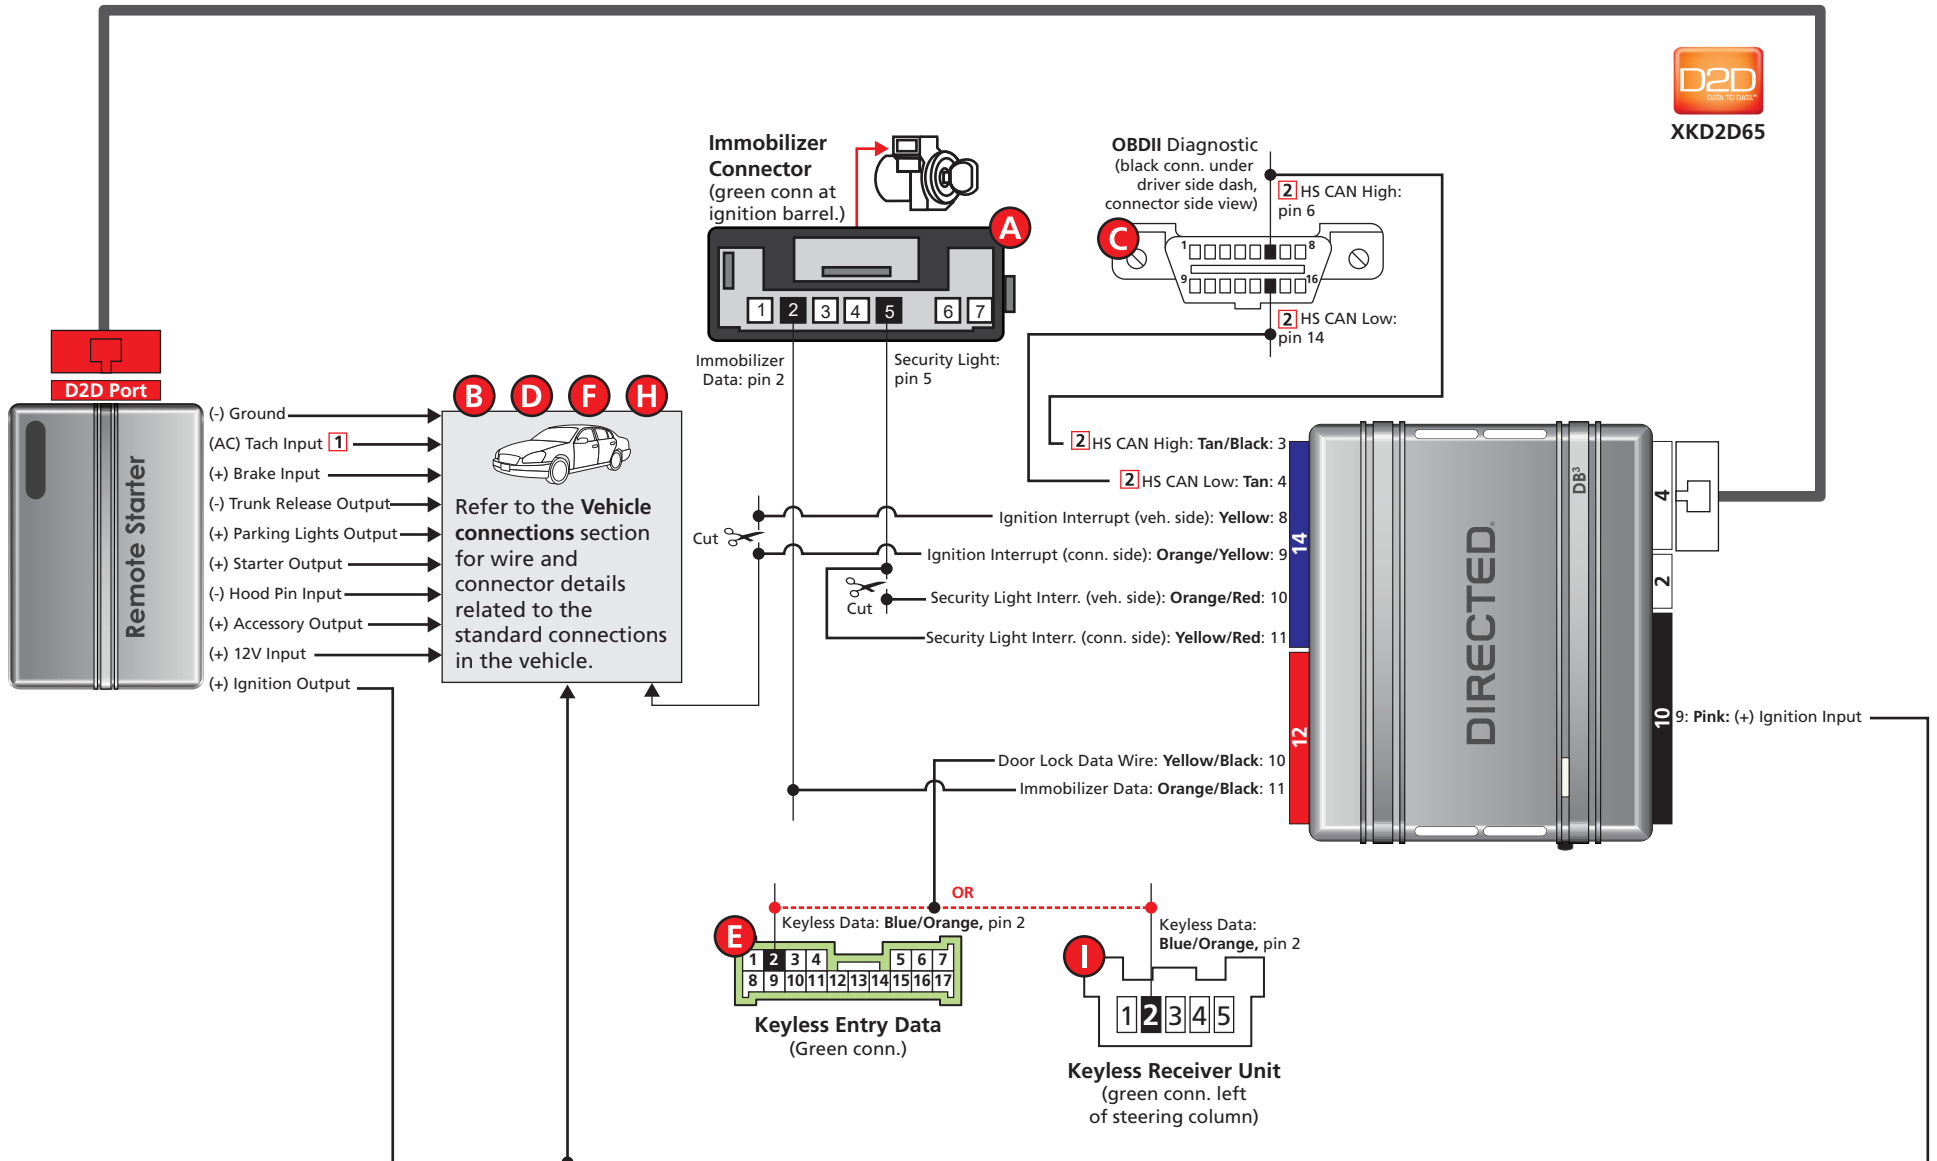 D2D
DATA TO DATA™
XKD2D65
Immobilizer
Connector
(green conn at
ignition barrel.)
A
1 2 3 4 5 6 7
Immobilizer
Data: pin 2
Security Light:
pin 5
OBDII Diagnostic
(black conn. under
driver side dash,
connector side view)
2 HS CAN High:
pin 6
C
1 8
9 16
2 HS CAN Low:
pin 14
D2D Port
Remote Starter
(-) Ground
(AC) Tach Input 1
(+) Brake Input
(-) Trunk Release Output
(+) Parking Lights Output
(+) Starter Output
(-) Hood Pin Input
(+) Accessory Output
(+) 12V Input
(+) Ignition Output
B D F H
Refer to the Vehicle
connections section
for wire and
connector details
related to the
standard connections
in the vehicle.
Cut
Cut
2 HS CAN High: Tan/Black: 3
2 HS CAN Low: Tan: 4
Ignition Interrupt (veh. side): Yellow: 8
Ignition Interrupt (conn. side): Orange/Yellow: 9
Security Light Interr. (veh. side): Orange/Red: 10
Security Light Interr. (conn. side): Yellow/Red: 11
Door Lock Data Wire: Yellow/Black: 10
Immobilizer Data: Orange/Black: 11
14
12
DIRECTED.
DB³
4
2
10
9: Pink: (+) Ignition Input
OR
Keyless Data: Blue/Orange, pin 2
E
1 2 3 4 5 6 7
8 9 10 11 12 13 14 15 16 17
Keyless Entry Data
(Green conn.)
Keyless Data:
Blue/Orange, pin 2
I
1 2 3 4 5
Keyless Receiver Unit
(green conn. left
of steering column)